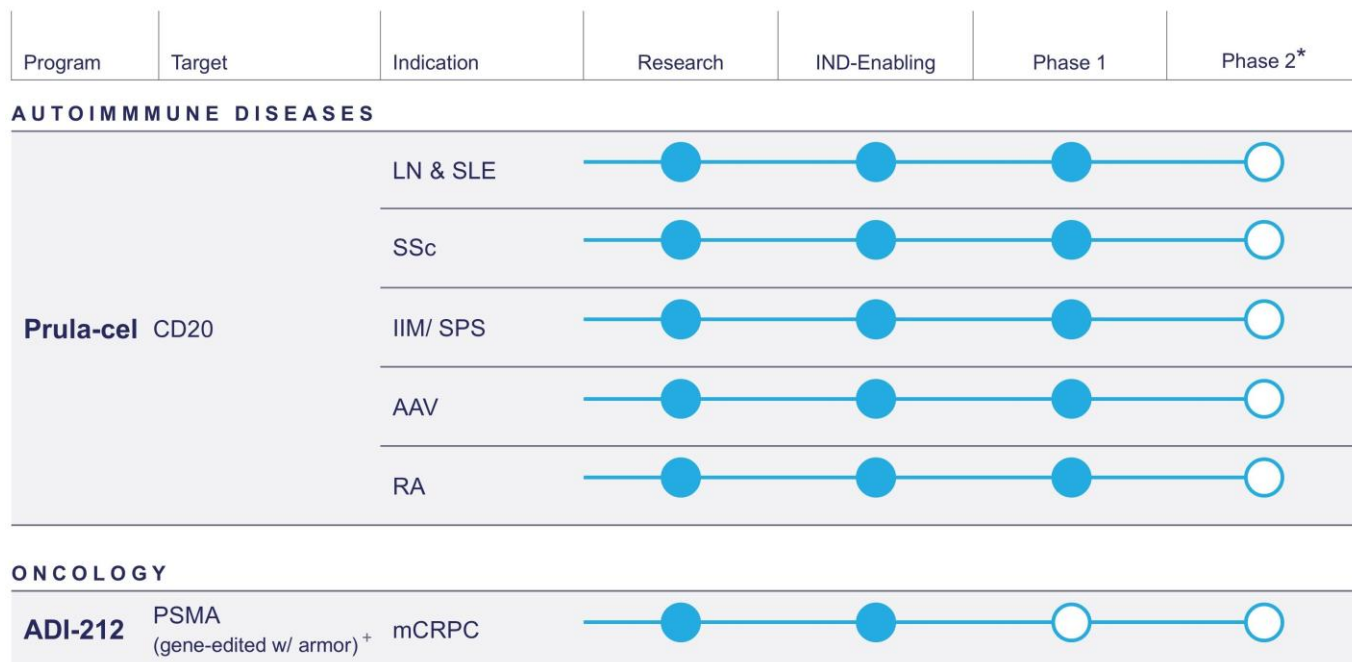 Program Target Indication Research IND-Enabling Phase 1 Phase 2*
AUTOIMMMUNE DISEASES
LN & SLE
SSc
Prula-cel CD20 IIM/ SPS
AAV
RA
ONCOLOGY
ADI-212 PSMA (gene-edited w/ armor)+ mCRPC